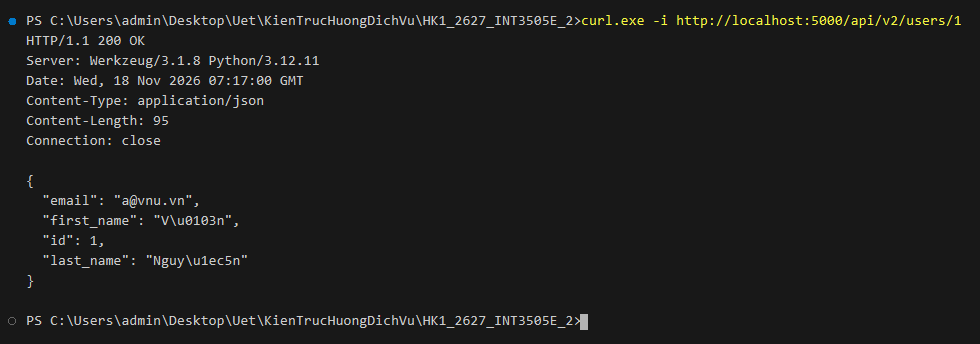 PS C:\Users\admin\Desktop\Uet\KienTrucHuongDichVu\HK1_2627_INT3505E_2>curl.exe -i http://localhost:5000/api/v2/users/1
HTTP/1.1 200 OK
Server: Werkzeug/3.1.8 Python/3.12.11
Date: Wed, 18 Nov 2026 07:17:00 GMT
Content-Type: application/json
Content-Length: 95
Connection: close

{
  "email": "a@vnu.vn",
  "first_name": "V\u0103n",
  "id": 1,
  "last_name": "Nguy\u1ec5n"
}

PS C:\Users\admin\Desktop\Uet\KienTrucHuongDichVu\HK1_2627_INT3505E_2>